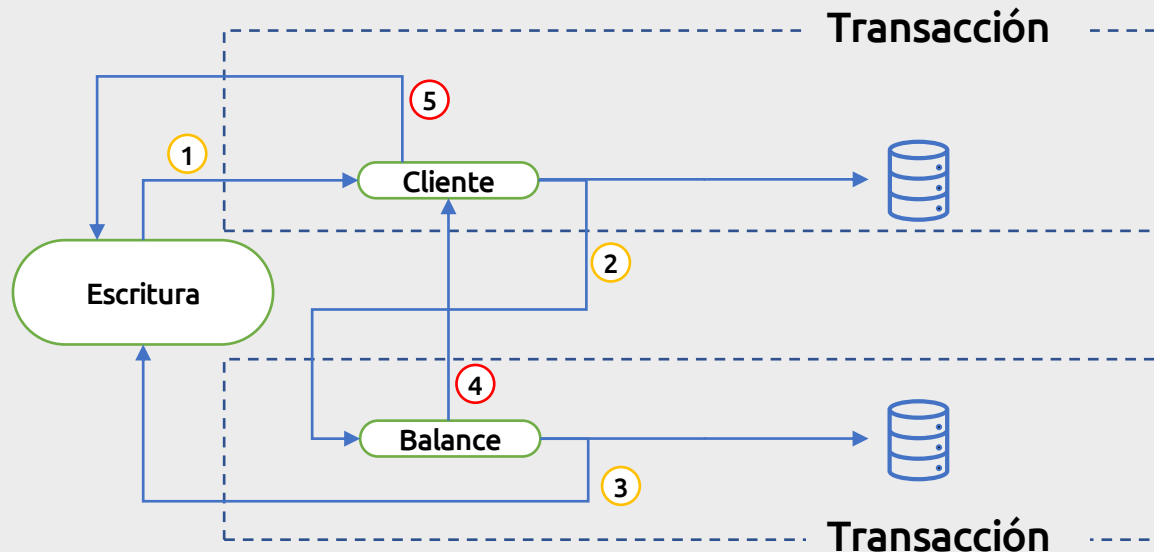 Transacción
5
1
Cliente
2
Escritura
4
Balance
3
Transacción